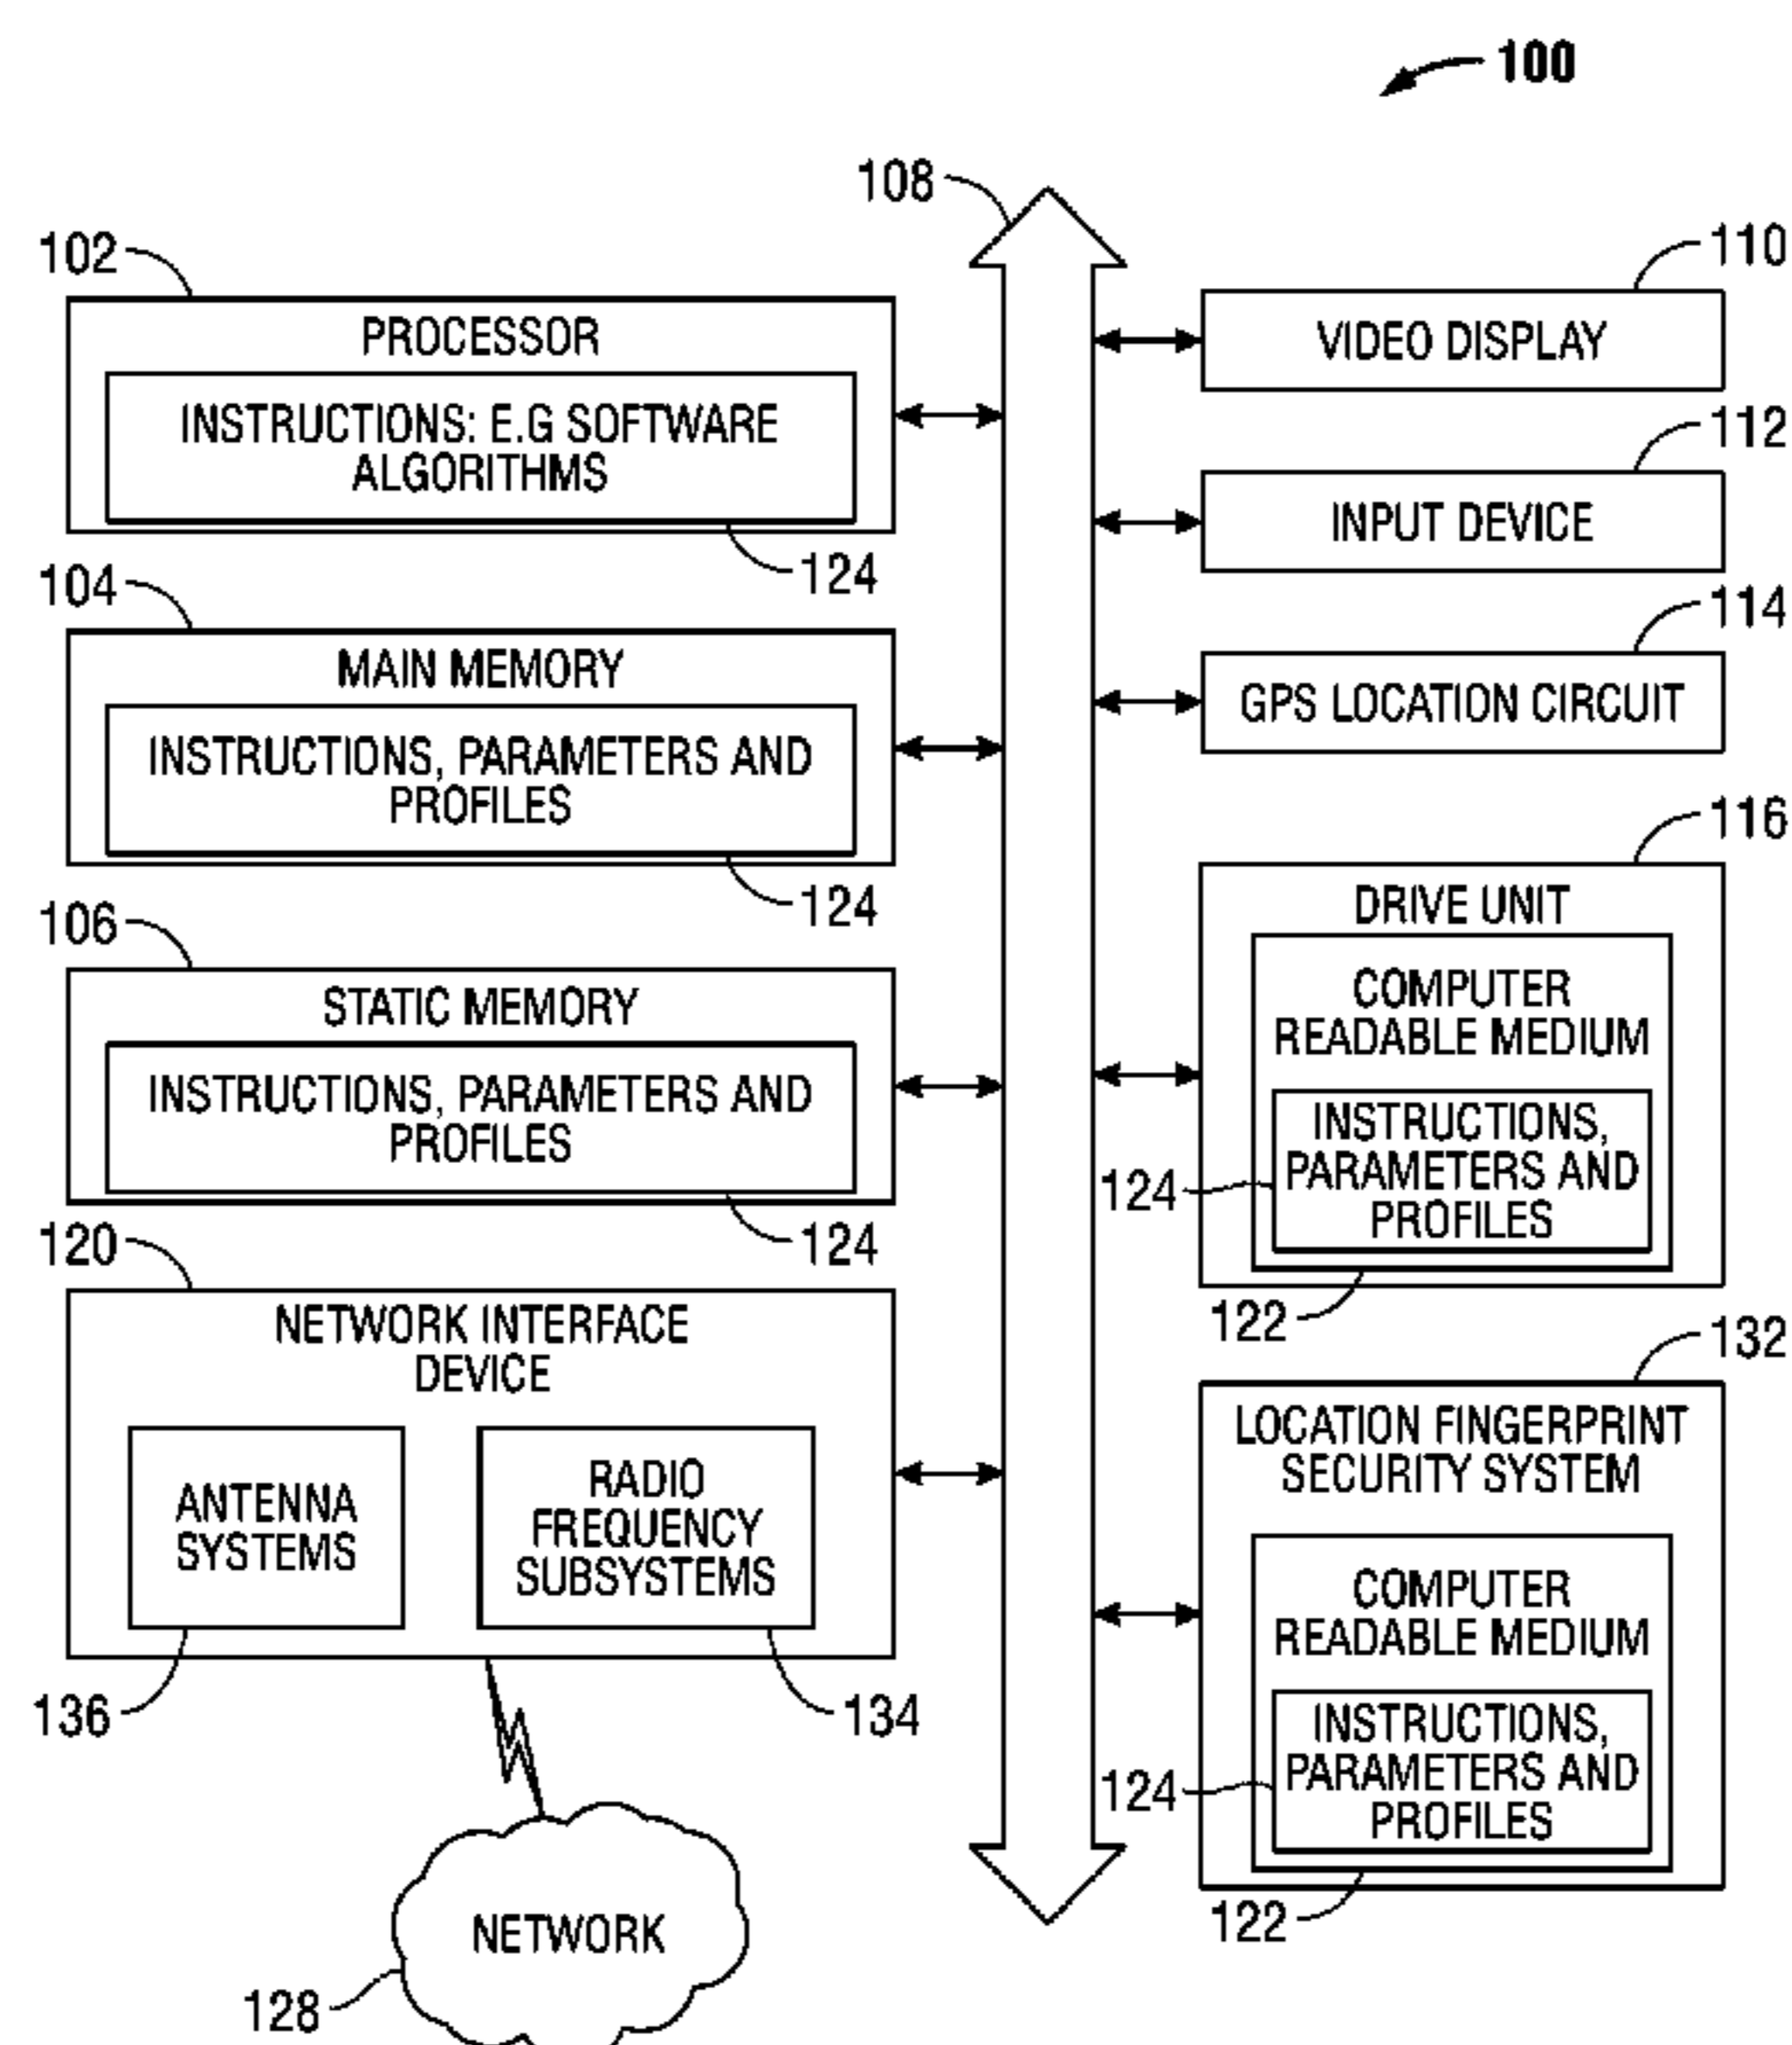 100
108
102
PROCESSOR
INSTRUCTIONS: E.G SOFTWARE
ALGORITHMS
124
104
MAIN MEMORY
INSTRUCTIONS, PARAMETERS AND
PROFILES
124
106
STATIC MEMORY
INSTRUCTIONS, PARAMETERS AND
PROFILES
124
120
NETWORK INTERFACE
DEVICE
ANTENNA
SYSTEMS
RADIO
FREQUENCY
SUBSYSTEMS
136
134
NETWORK
128
110
VIDEO DISPLAY
112
INPUT DEVICE
114
GPS LOCATION CIRCUIT
116
DRIVE UNIT
COMPUTER
READABLE MEDIUM
INSTRUCTIONS,
PARAMETERS AND
PROFILES
124
122
132
LOCATION FINGERPRINT
SECURITY SYSTEM
COMPUTER
READABLE MEDIUM
INSTRUCTIONS,
PARAMETERS AND
PROFILES
124
122